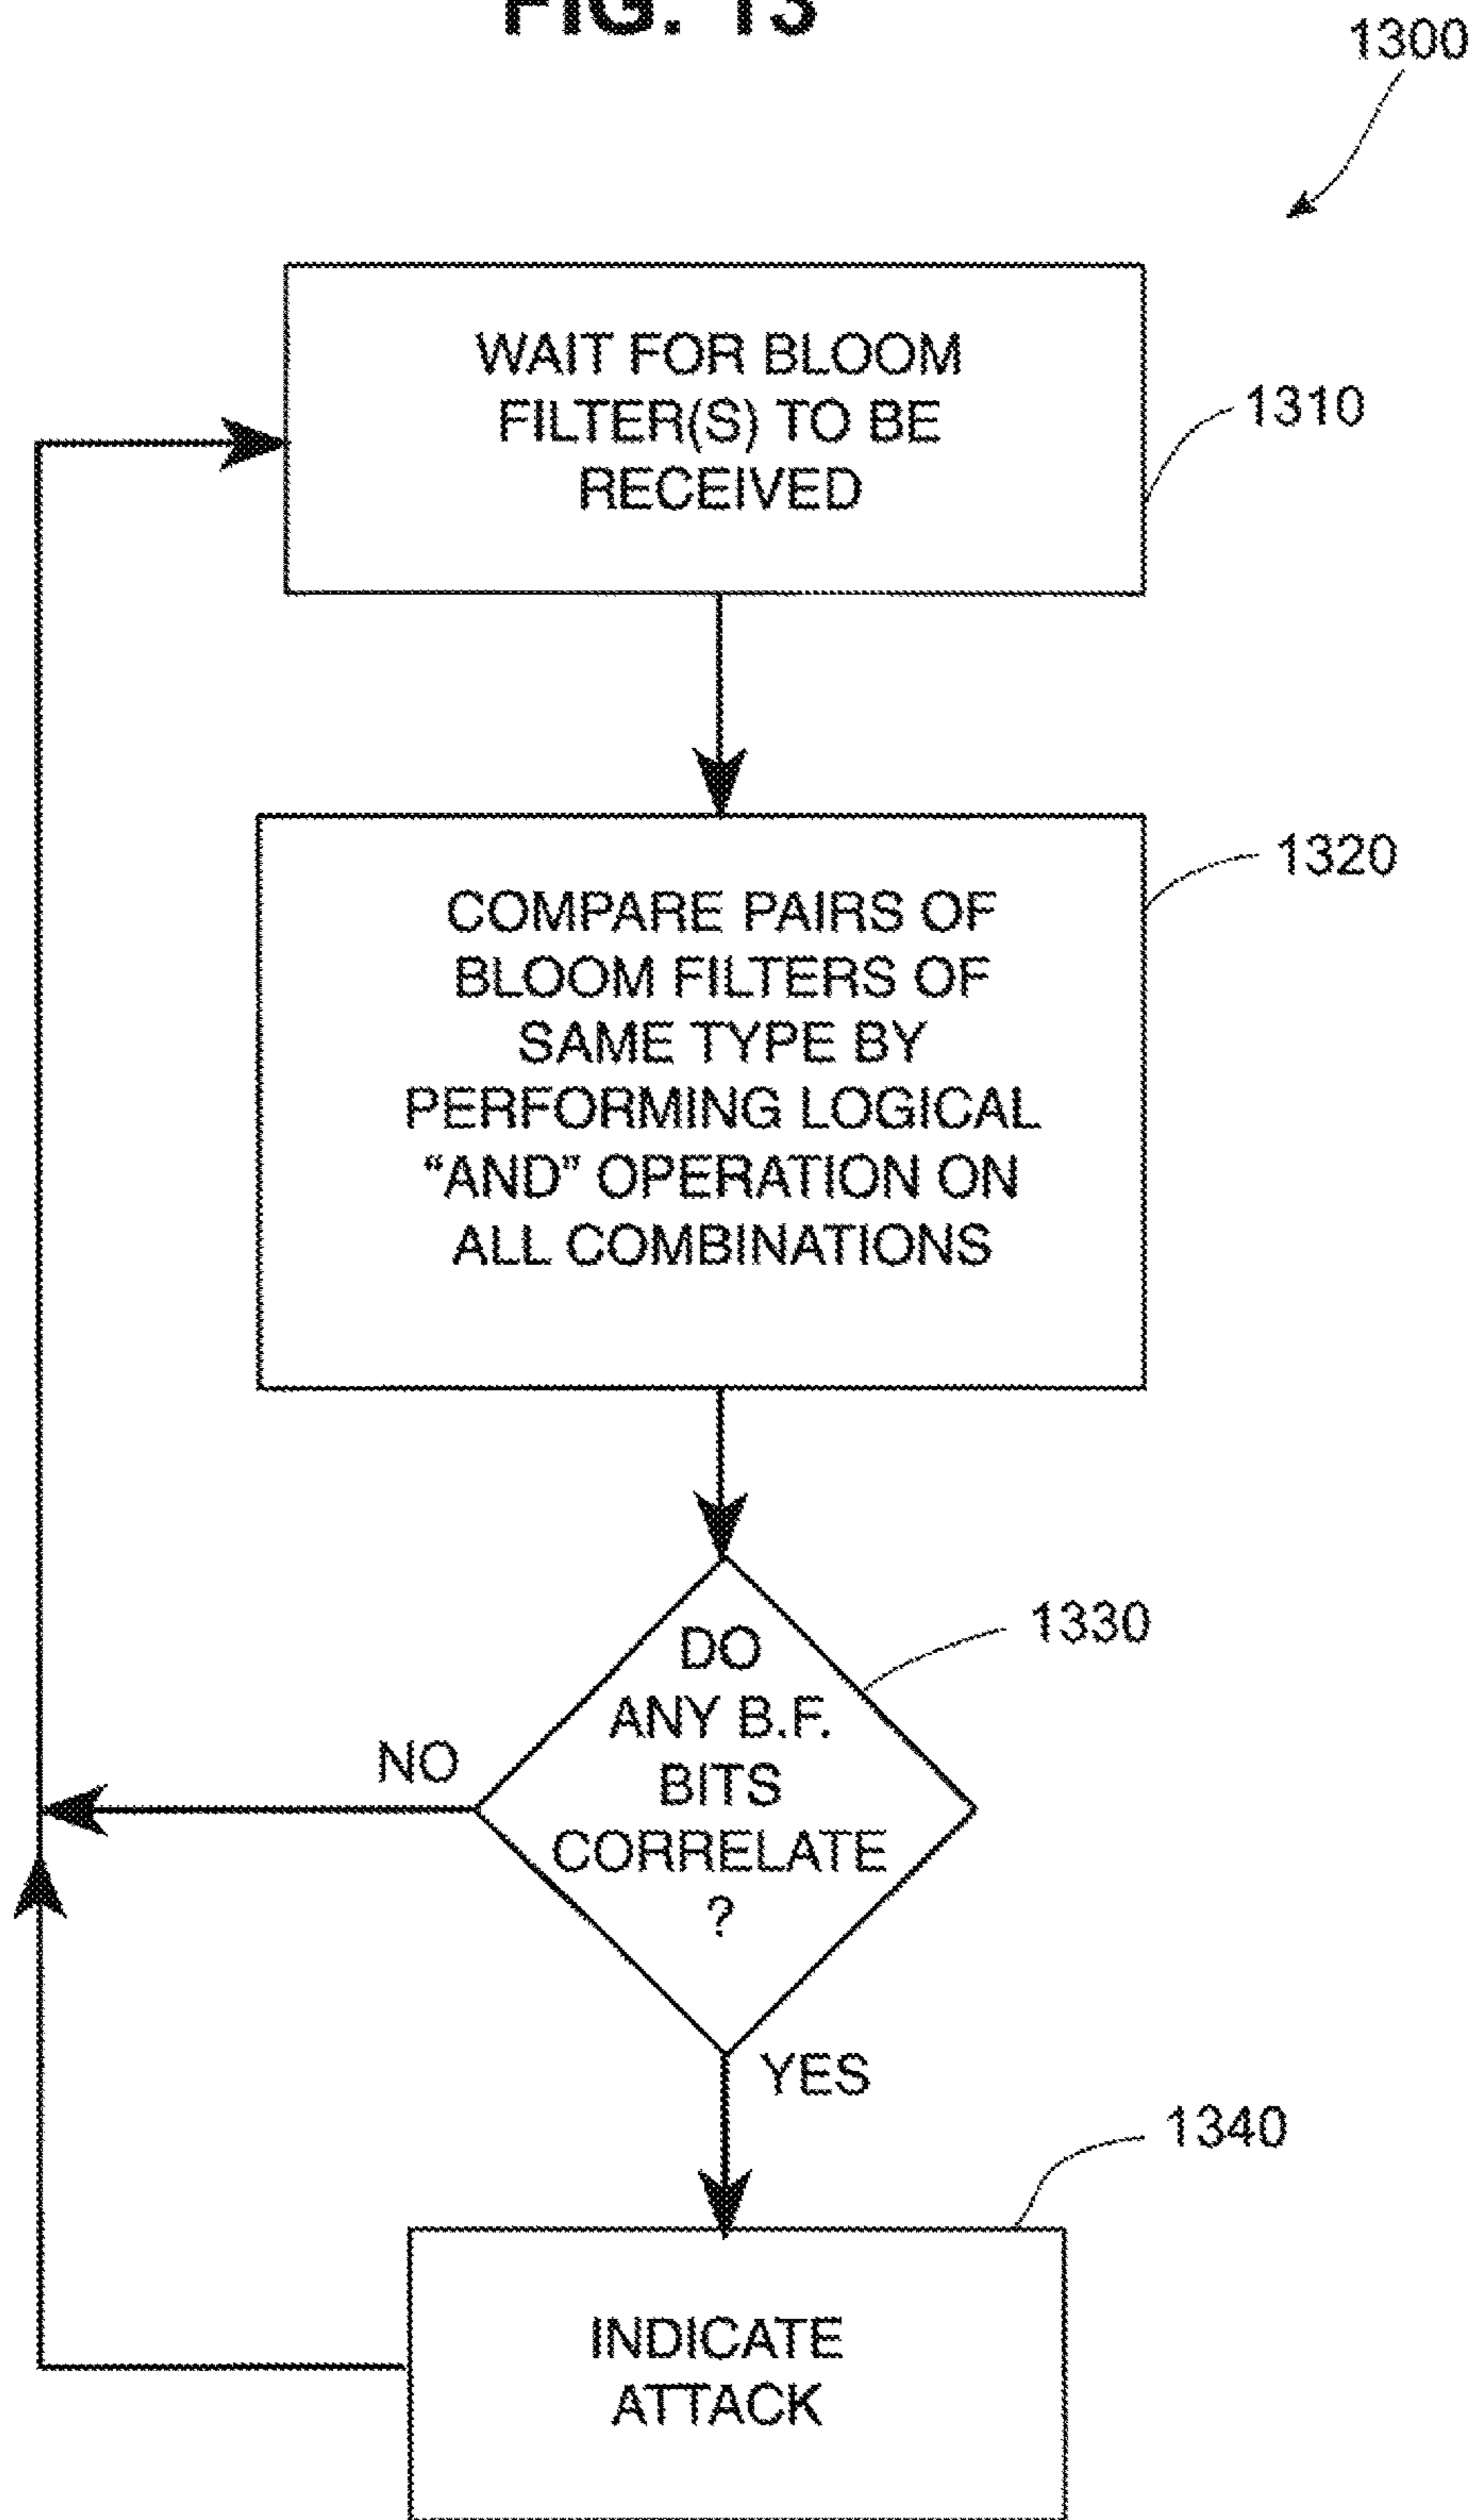 FIG. 13
1300
WAIT FOR BLOOM
FILTER(S) TO BE
RECEIVED
1310
COMPARE PAIRS OF
BLOOM FILTERS OF
SAME TYPE BY
PERFORMING LOGICAL
“AND” OPERATION ON
ALL COMBINATIONS
1320
DO
ANY B.F.
BITS
CORRELATE
?
1330
NO
YES
1340
INDICATE
ATTACK